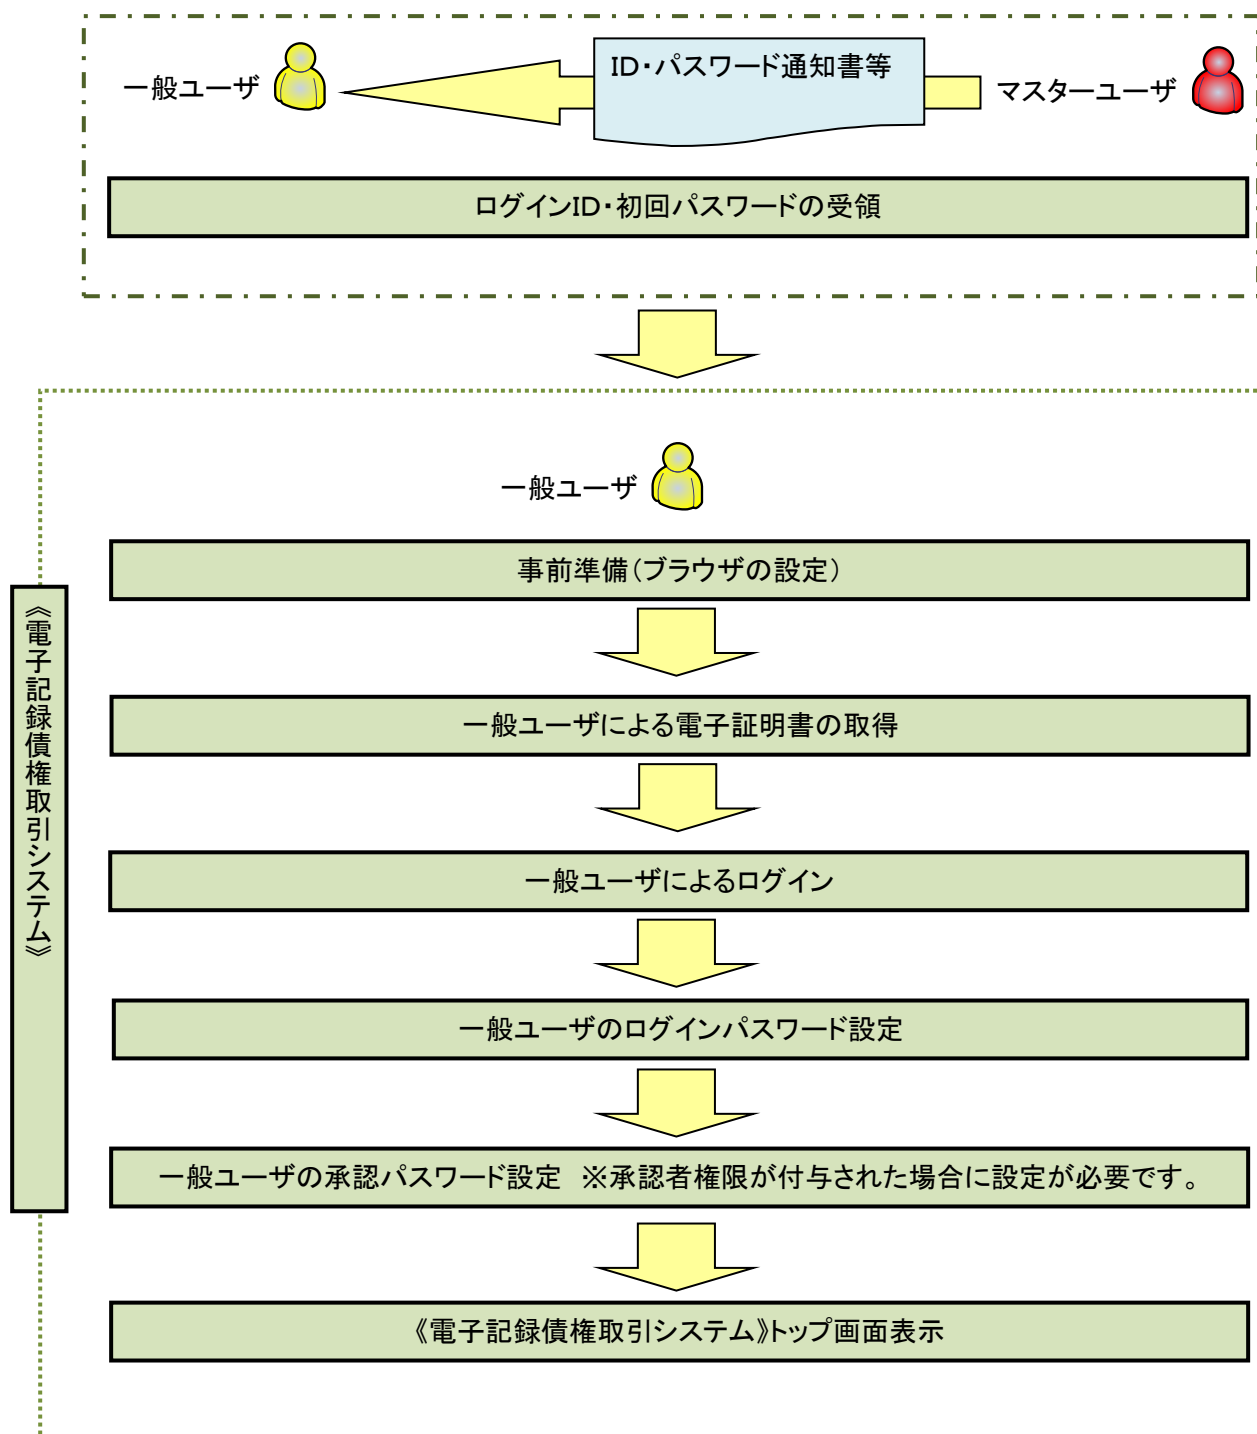 一般ユーザ
ID・パスワード通知書等
マスターユーザ
ログインID・初回パスワードの受領
一般ユーザ
事前準備（ブラウザの設定）
《電子記録債権取引システム》
一般ユーザによる電子証明書の取得
一般ユーザによるログイン
一般ユーザのログインパスワード設定
一般ユーザの承認パスワード設定　※承認者権限が付与された場合に設定が必要です。
《電子記録債権取引システム》トップ画面表示